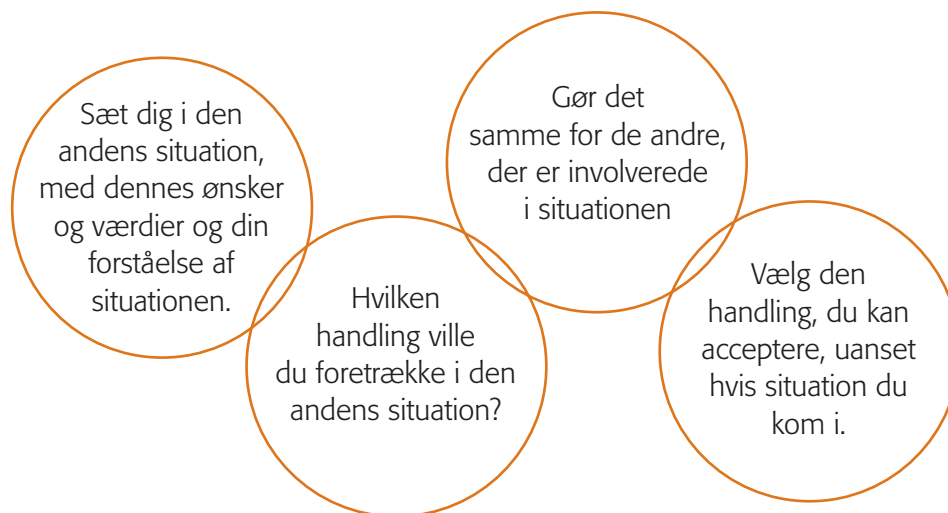 Sæt dig i den
andens situation,
med dennes ønsker
og værdier og din
forståelse af
situationen.
Hvilken
handling ville
du foretrække i den
andens situation?
Gør det
samme for de andre,
der er involverede
i situationen
Vælg den
handling, du kan
acceptere, uanset
hvis situation du
kom i.